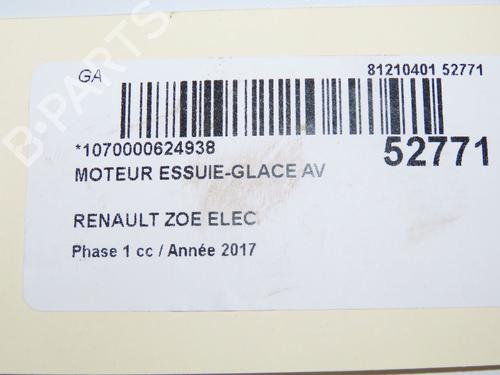 GA
81210401 52771
*1070000624938
52771
MOTEUR ESSUIE-GLACE AV
RENAULT ZOE ELEC.
Phase 1 cc / Année 2017
B-PARTS